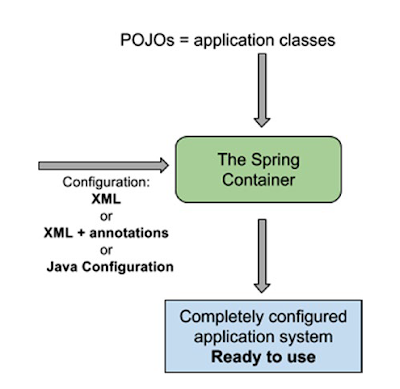 POJOs = application classes
The Spring
Container
Configuration:
XML
or
XML + annotations
or
Java Configuration
Completely configured
application system
Ready to use